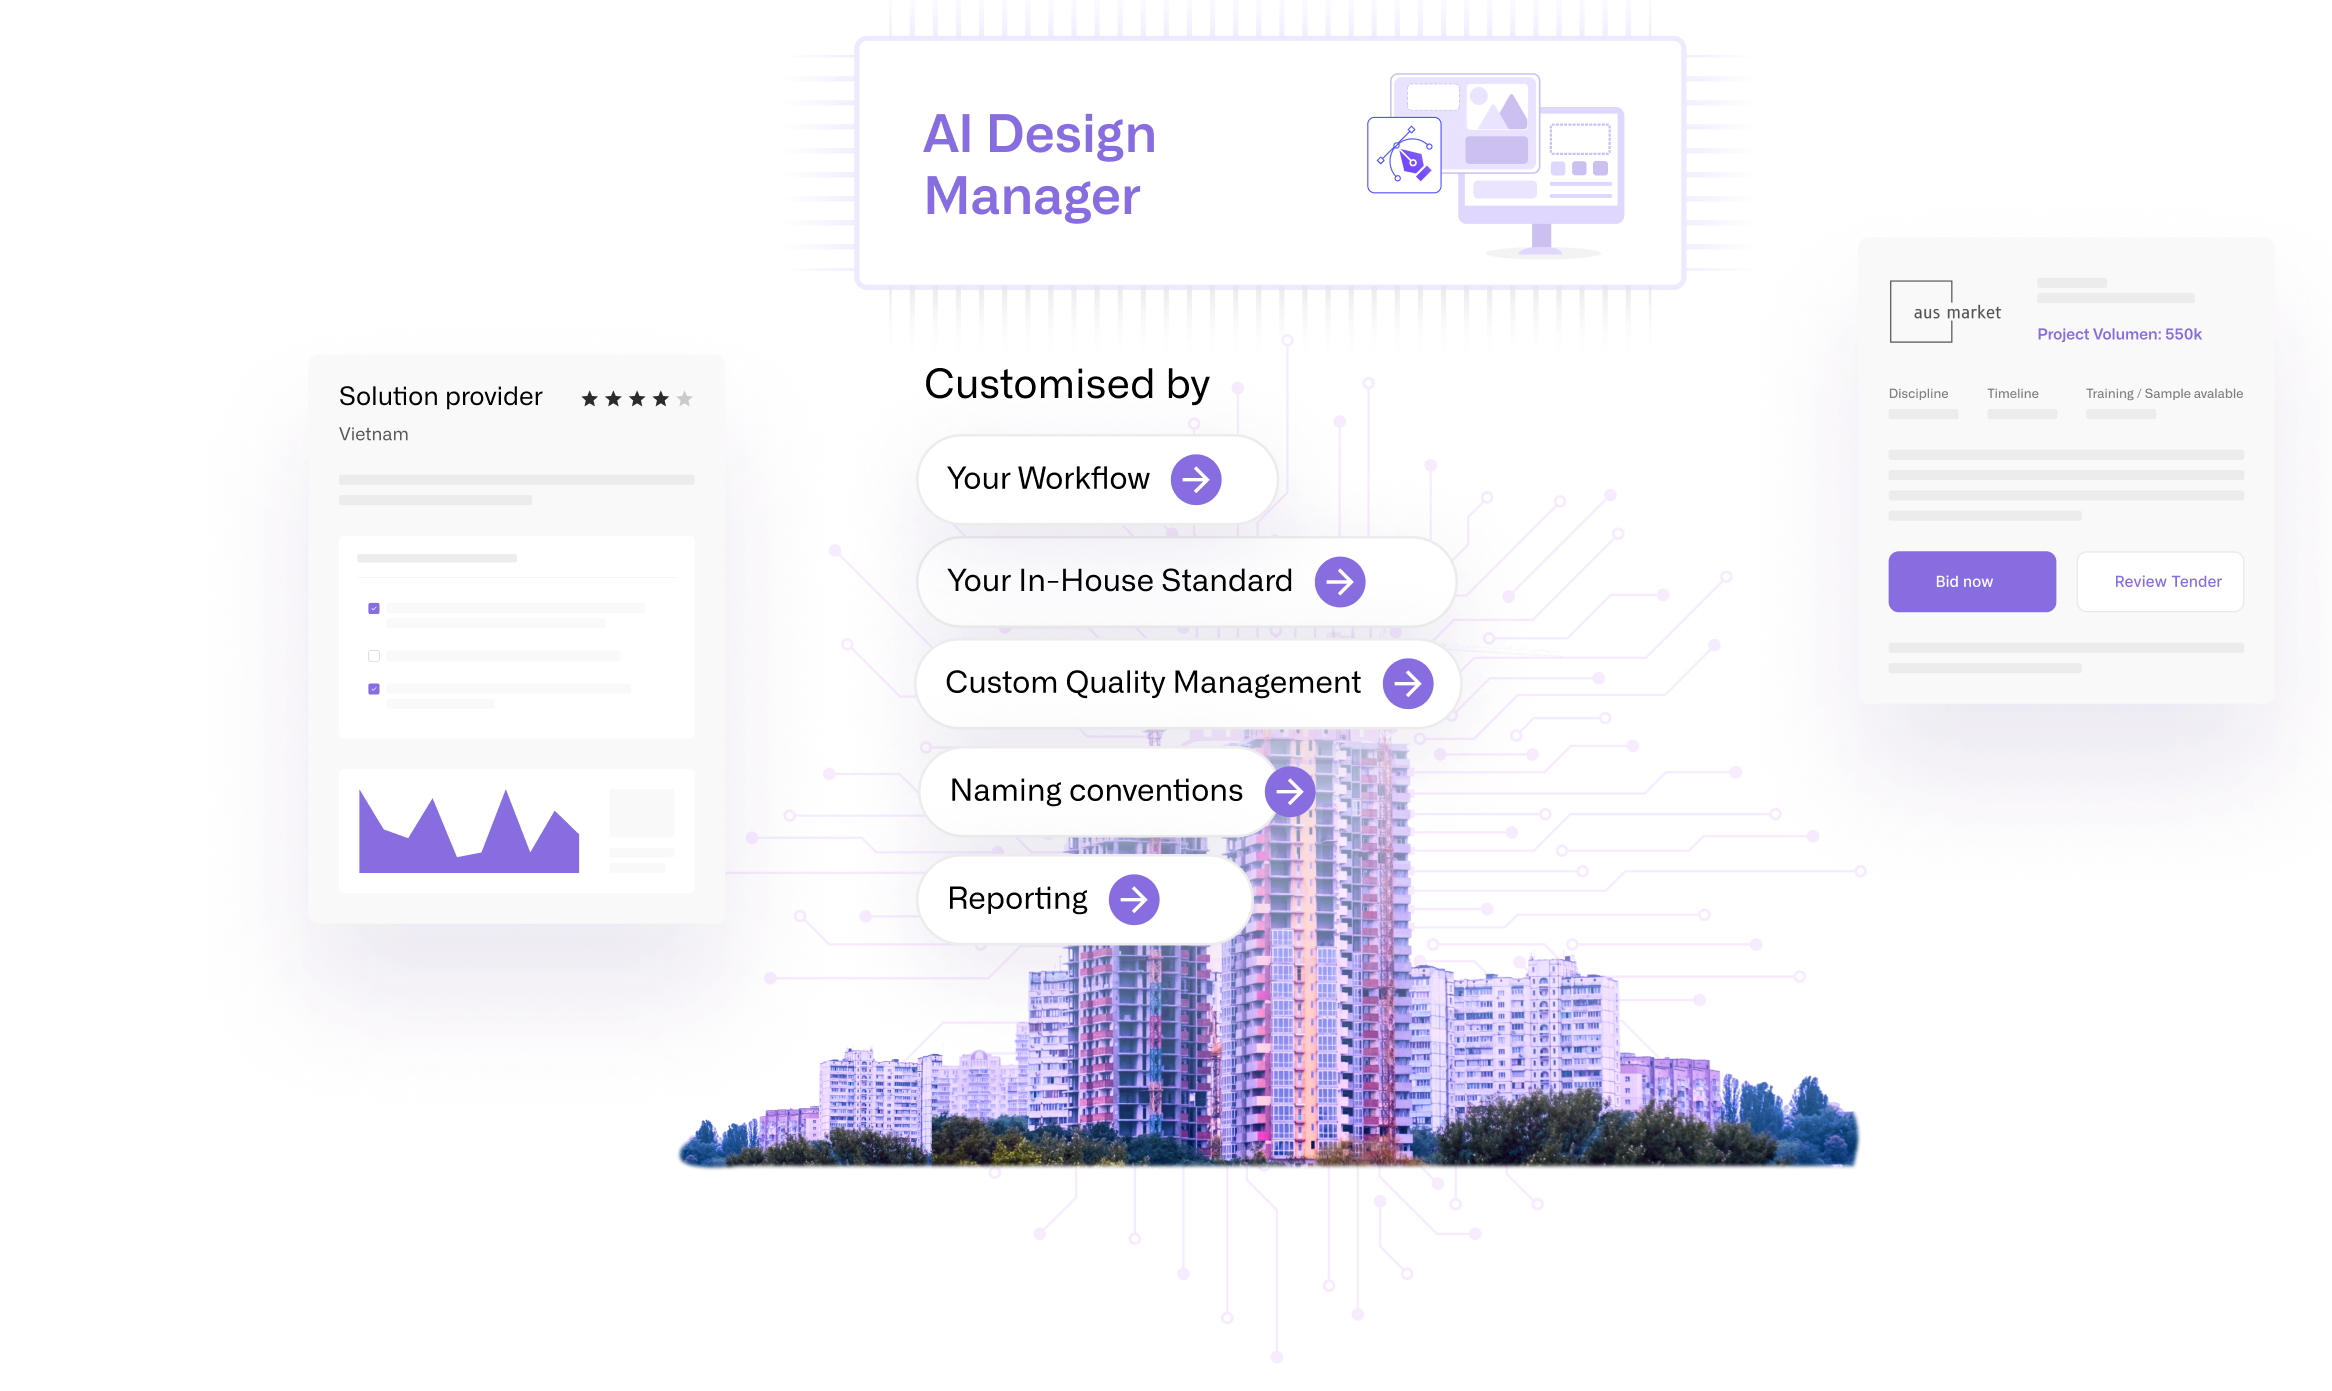 AI Design
Manager
Solution provider
Vietnam
Customised by
Your Workflow
Your In-House Standard
Custom Quality Management
Naming conventions
Reporting
aus market
Project Volumen: 550k
Discipline
Timeline
Training / Sample avalable
Bid now
Review Tender